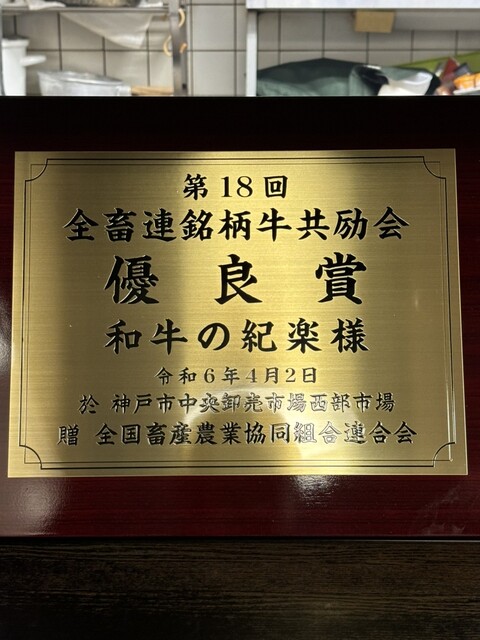 第18回
全畜連銘柄牛共励会
優良賞
和牛の紀楽様
令和6年4月2日
於 神戸市中央卸売市場西部市場
贈 全国畜産農業協同組合連合会